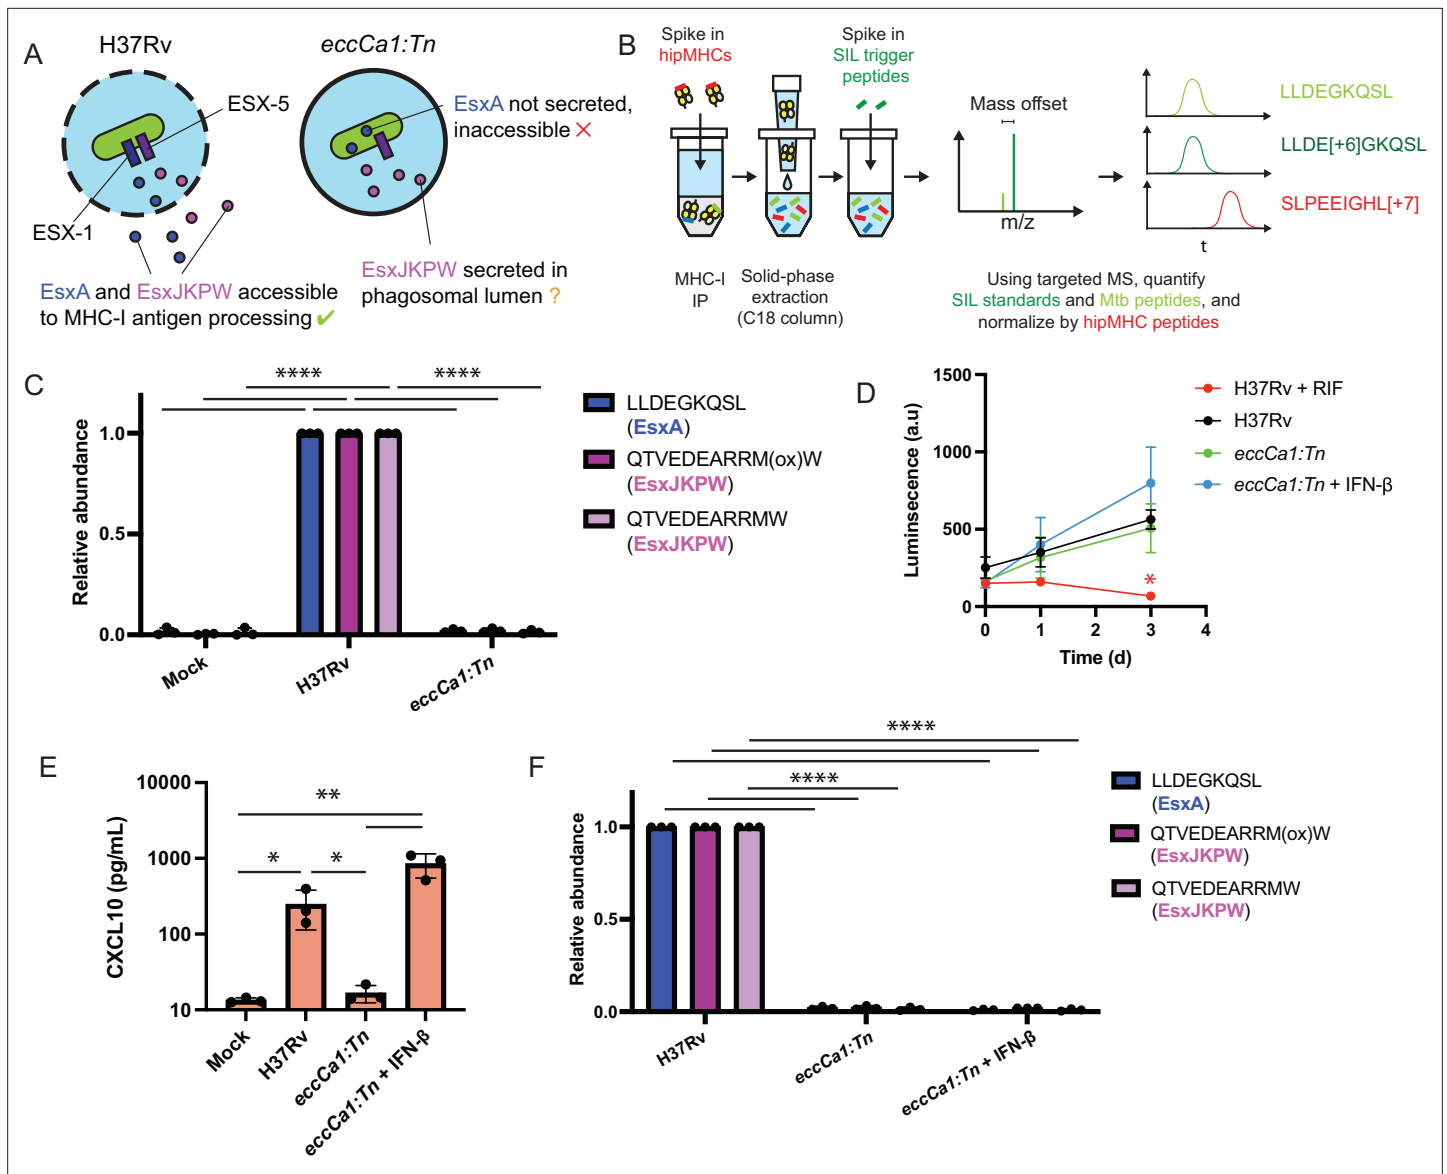 A
H37Rv
eccCa1:Tn
ESX-5
ESX-1
EsxA not secreted,
inaccessible ✕
EsxA and EsxJKPW accessible
to MHC-I antigen processing ✔
EsxJKPW secreted in
phagosomal lumen ?
B
Spike in
hipMHCs
Spike in
SIL trigger
peptides
MHC-I
IP
Solid-phase
extraction
(C18 column)
Mass offset
m/z
LLDEGKQSL
LLDE[+6]GKQSL
SLPEEIGHL[+7]
t
Using targeted MS, quantify
SIL standards and Mtb peptides, and
normalize by hipMHC peptides
C
**** ****
Relative abundance
1.0
0.5
0.0
Mock
H37Rv
eccCa1:Tn
LLDEGKQSL
(EsxA)
QTVEDEARRM(ox)W
(EsxJKPW)
QTVEDEARRMW
(EsxJKPW)
D
Luminsecence (a.u)
1500
1000
500
0
0 1 2 3 4
Time (d)
*
H37Rv + RIF
H37Rv
eccCa1:Tn
eccCa1:Tn + IFN-β
E
CXCL10 (pg/mL)
10000
1000
100
10
**
* *
Mock
H37Rv
eccCa1:Tn
eccCa1:Tn + IFN-β
F
****
****
Relative abundance
1.0
0.5
0.0
H37Rv
eccCa1:Tn
eccCa1:Tn + IFN-β
LLDEGKQSL
(EsxA)
QTVEDEARRM(ox)W
(EsxJKPW)
QTVEDEARRMW
(EsxJKPW)